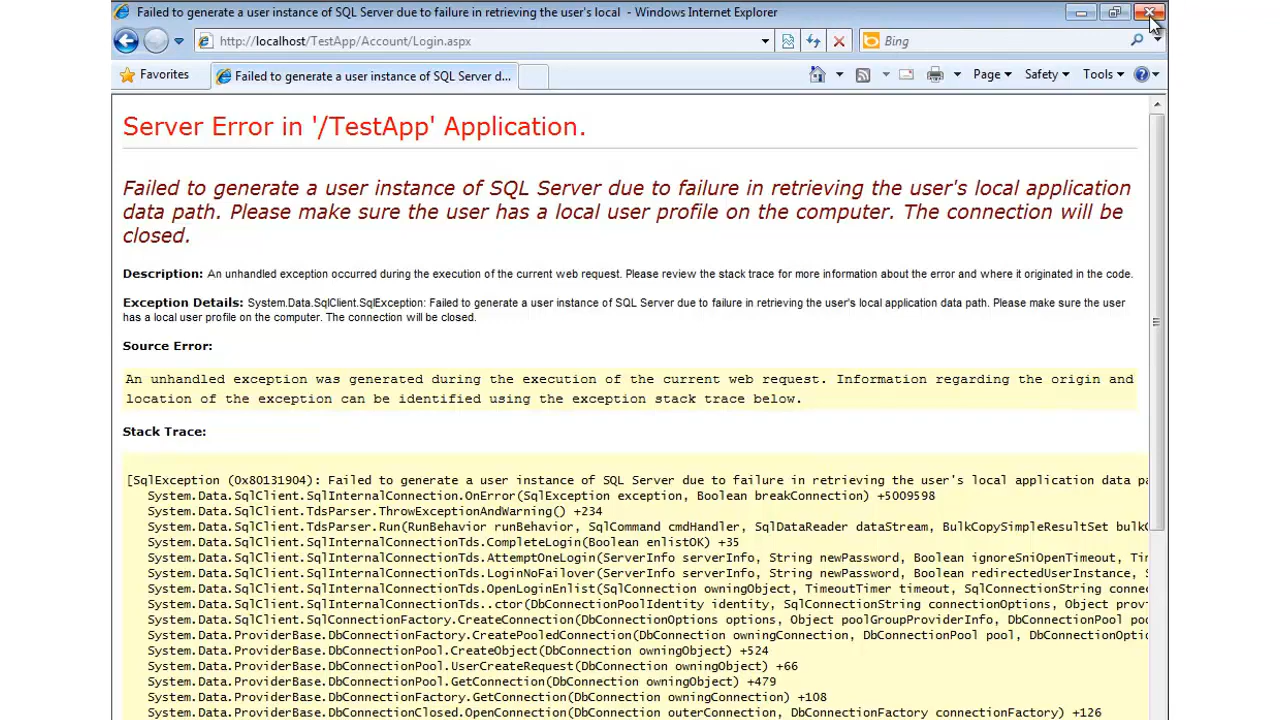 Failed to generate a user instance of SQL Server due to failure in retrieving the user's local - Windows Internet Explorer
http://localhost/TestApp/Account/Login.aspx
Bing
Favorites
Failed to generate a user instance of SQL Server d...
Page
Safety
Tools
Server Error in '/TestApp' Application.
Failed to generate a user instance of SQL Server due to failure in retrieving the user's local application
data path. Please make sure the user has a local user profile on the computer. The connection will be
closed.
Description: An unhandled exception occurred during the execution of the current web request. Please review the stack trace for more information about the error and where it originated in the code.
Exception Details: System.Data.SqlClient.SqlException: Failed to generate a user instance of SQL Server due to failure in retrieving the user's local application data path. Please make sure the user
has a local user profile on the computer. The connection will be closed.
Source Error:
An unhandled exception was generated during the execution of the current web request. Information regarding the origin and
location of the exception can be identified using the exception stack trace below.
Stack Trace:
[SqlException (0x80131904): Failed to generate a user instance of SQL Server due to failure in retrieving the user's local application data pa
System.Data.SqlClient.SqlInternalConnection.OnError(SqlException exception, Boolean breakConnection) +5009598
System.Data.SqlClient.TdsParser.ThrowExceptionAndWarning() +234
System.Data.SqlClient.TdsParser.Run(RunBehavior runBehavior, SqlCommand cmdHandler, SqlDataReader dataStream, BulkCopySimpleResultSet bulkC
System.Data.SqlClient.SqlInternalConnectionTds.CompleteLogin(Boolean enlistOK) +35
System.Data.SqlClient.SqlInternalConnectionTds.AttemptOneLogin(ServerInfo serverInfo, String newPassword, Boolean ignoreSniOpenTimeout, Tim
System.Data.SqlClient.SqlInternalConnectionTds.LoginNoFailover(ServerInfo serverInfo, String newPassword, Boolean redirectedUserInstance, S
System.Data.SqlClient.SqlInternalConnectionTds.OpenLoginEnlist(SqlConnection owningObject, TimeoutTimer timeout, SqlConnectionString connec
System.Data.SqlClient.SqlInternalConnectionTds..ctor(DbConnectionPoolIdentity identity, SqlConnectionString connectionOptions, Object provi
System.Data.SqlClient.SqlConnectionFactory.CreateConnection(DbConnectionOptions options, Object poolGroupProviderInfo, DbConnectionPool poo
System.Data.ProviderBase.DbConnectionFactory.CreatePooledConnection(DbConnection owningConnection, DbConnectionPool pool, DbConnectionOptio
System.Data.ProviderBase.DbConnectionPool.CreateObject(DbConnection owningObject) +524
System.Data.ProviderBase.DbConnectionPool.UserCreateRequest(DbConnection owningObject) +66
System.Data.ProviderBase.DbConnectionPool.GetConnection(DbConnection owningObject) +479
System.Data.ProviderBase.DbConnectionFactory.GetConnection(DbConnection owningConnection) +108
System.Data.ProviderBase.DbConnectionClosed.OpenConnection(DbConnection outerConnection, DbConnectionFactory connectionFactory) +126